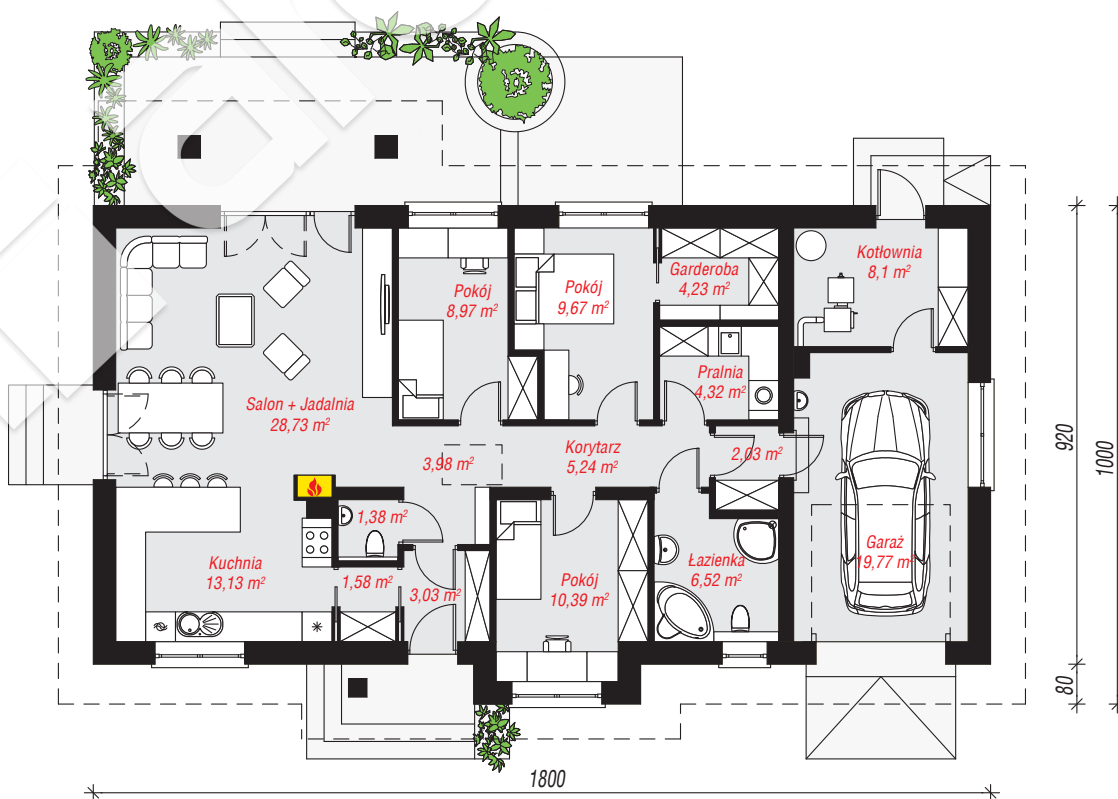 Kotłownia
8,1 m²
Garderoba
4,23 m²
Pokój
8,97 m²
Pokój
9,67 m²
Pralnia
4,32 m²
Salon + Jadalnia
28,73 m²
Korytarz
5,24 m²
3,98 m²
2,03 m²
1,38 m²
Kuchnia
13,13 m²
1,58 m²
3,03 m²
Pokój
10,39 m²
Łazienka
6,52 m²
Garaż
19,77 m²
920
1000
80
1800